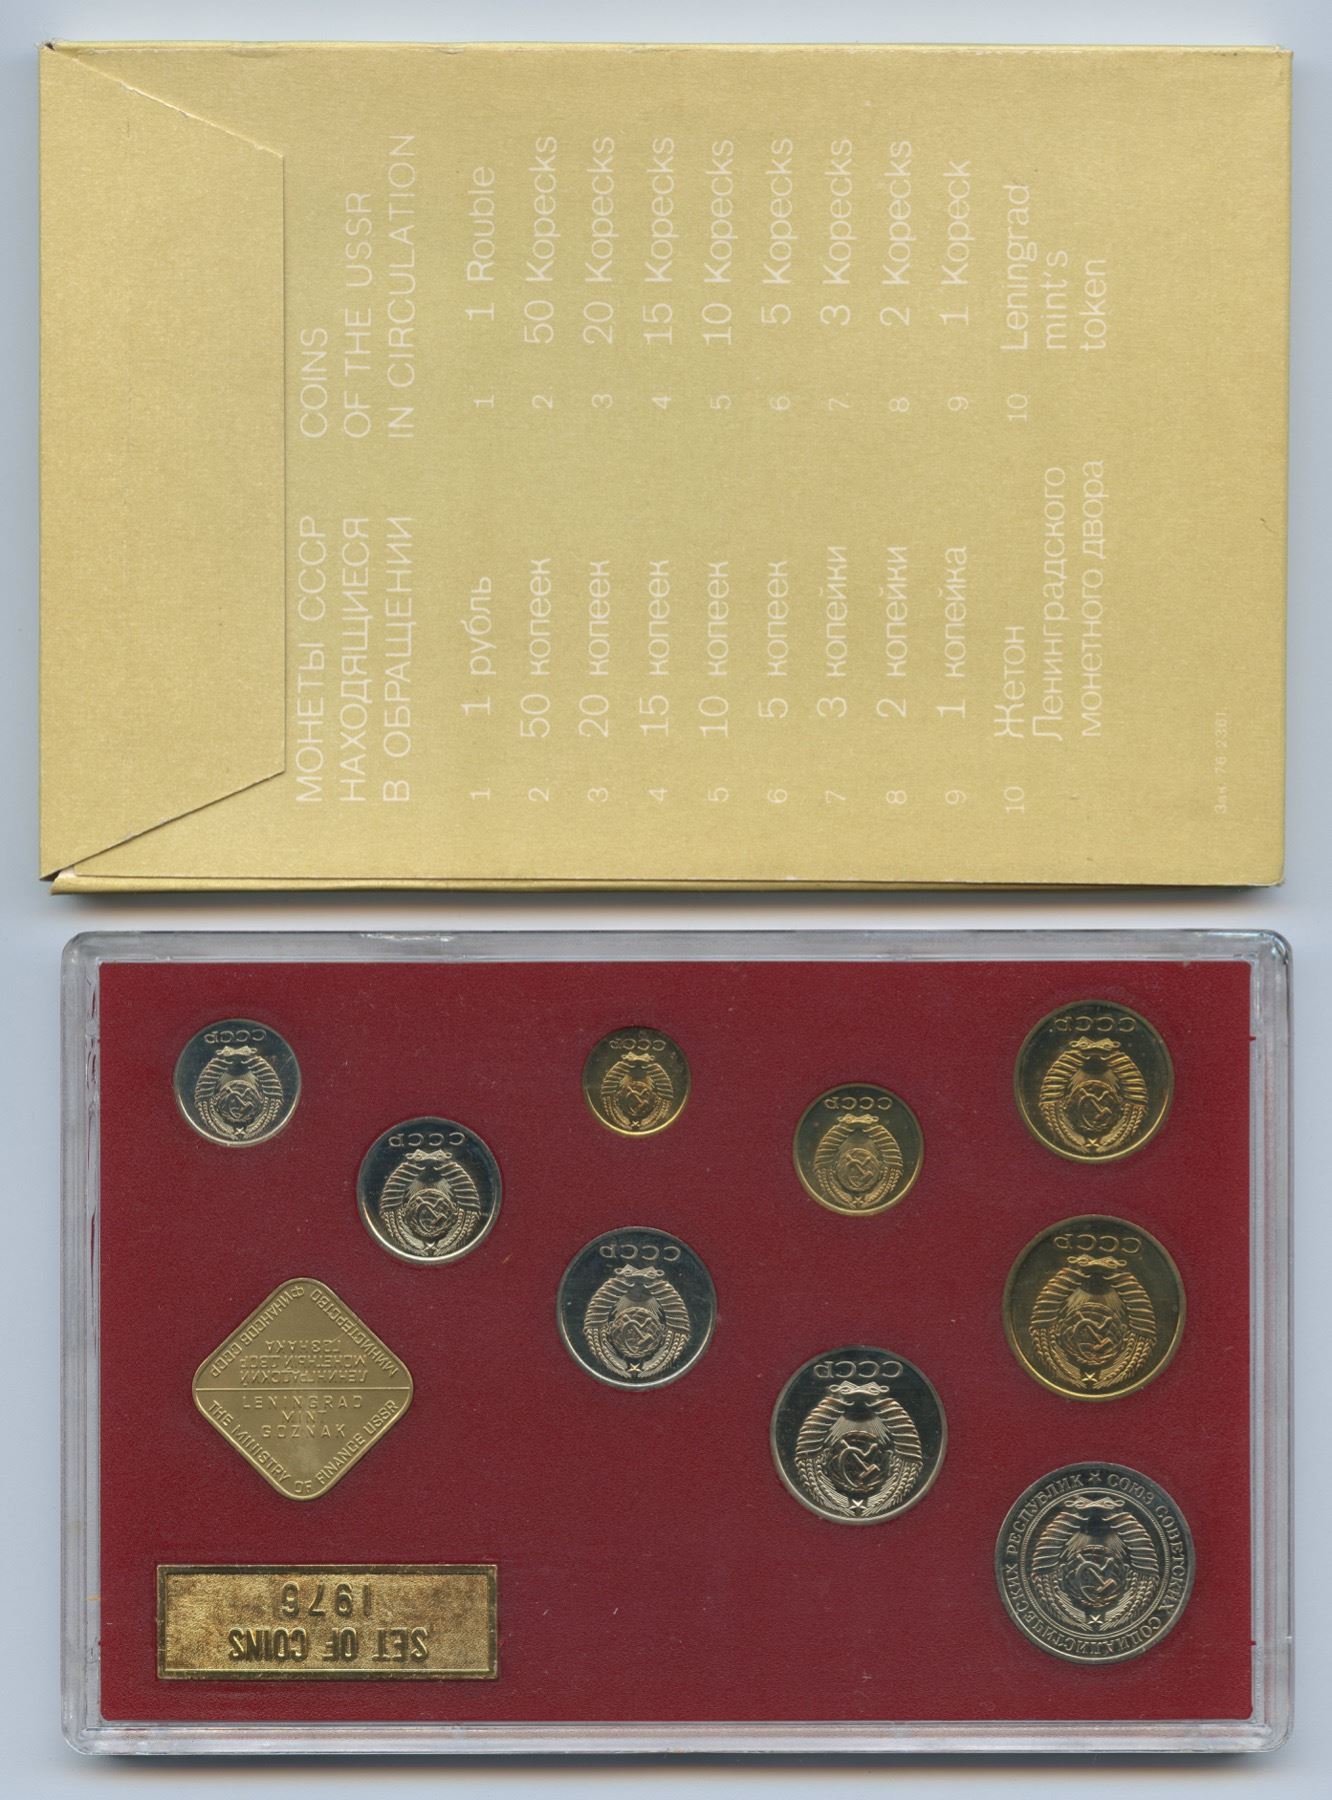 МОНЕТЫ СССР
НАХОДЯЩИЕСЯ
В ОБРАЩЕНИИ
1 1 рубль
2 50 копеек
3 20 копеек
4 15 копеек
5 10 копеек
6 5 копеек
7 3 копейки
8 2 копейки
9 1 копейка
10 Жетон
Ленинградского
монетного двора
Зак. 76 2361
COINS
OF THE USSR
IN CIRCULATION
1. 1 Rouble
2. 50 Kopecks
3 20 Kopecks
4 15 Kopecks
5 10 Kopecks
6 5 Kopecks
7 3 Kopecks
8 2 Kopecks
9 1 Kopeck
10 Leningrad
mint's
token
СССР
СССР
СССР
СССР
СССР
СССР
СССР
СССР
СОЮЗ СОВЕТСКИХ СОЦИАЛИСТИЧЕСКИХ РЕСПУБЛИК
МИНИСТЕРСТВО ФИНАНСОВ СССР
ЛЕНИНГРАДСКИЙ
МОНЕТНЫЙ ДВОР
ГОЗНАКА
LENINGRAD
MINT
GOZNAK
THE MINISTRY OF FINANCE USSR
SET OF COINS
1976